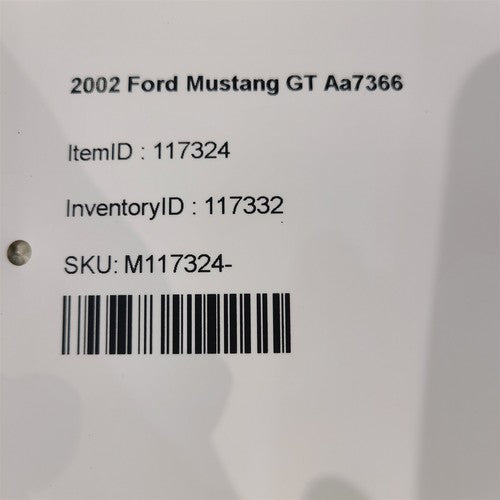 2002 Ford Mustang GT Aa7366
ItemID : 117324
InventoryID : 117332
SKU: M117324-